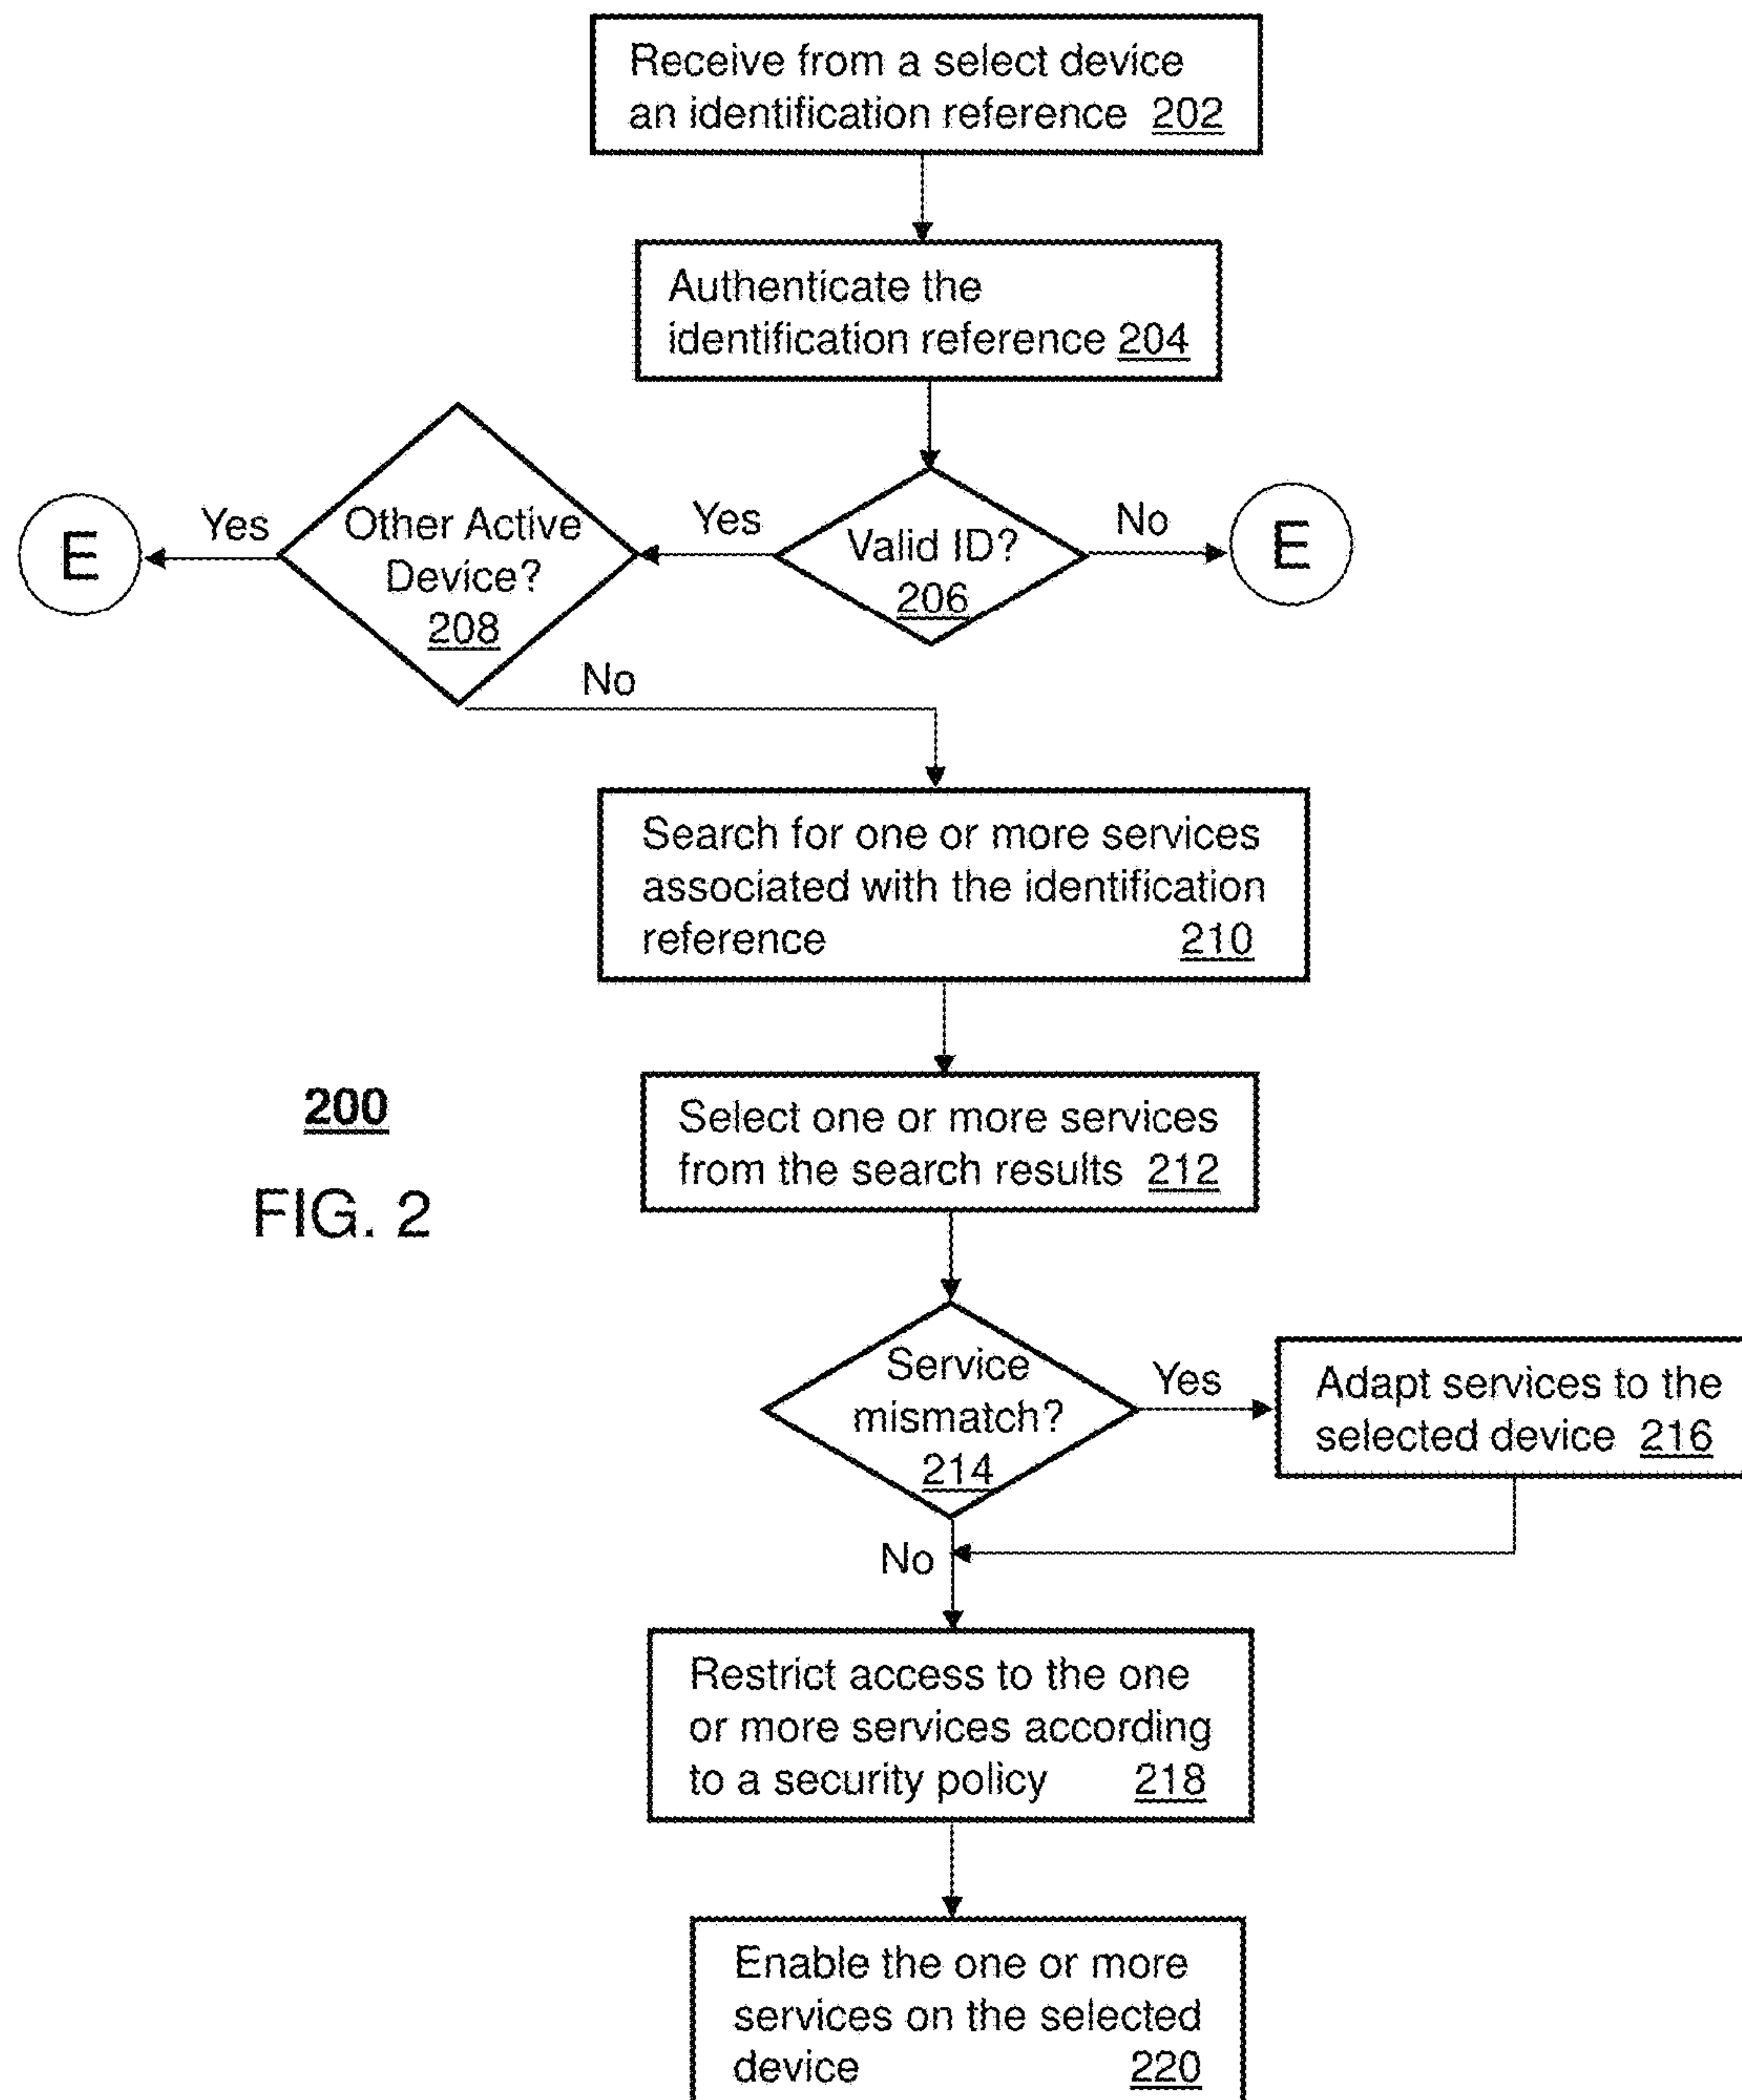 Receive from a select device
an identification reference 202
Authenticate the
identification reference 204
Other Active
Device?
208
Yes
E
Yes
Valid ID?
206
No
E
No
Search for one or more services
associated with the identification
reference 210
200
FIG. 2
Select one or more services
from the search results 212
Service
mismatch?
214
Yes
Adapt services to the
selected device 216
No
Restrict access to the one
or more services according
to a security policy 218
Enable the one or more
services on the selected
device 220